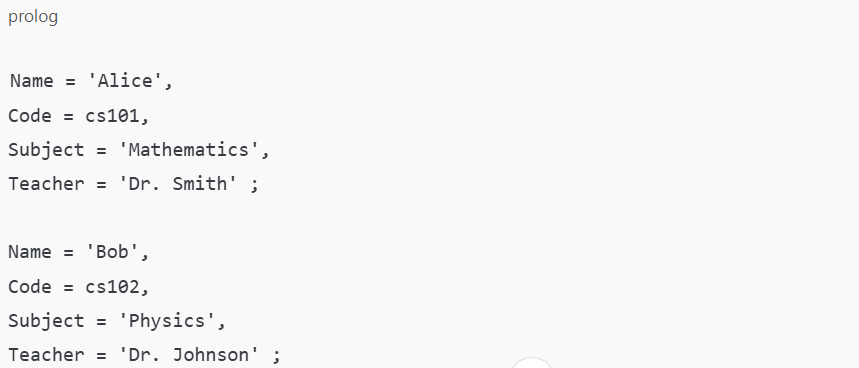 prolog
Name = 'Alice',
Code = cs101,
Subject = 'Mathematics',
Teacher = 'Dr. Smith' ;
Name = 'Bob',
Code = cs102,
Subject = 'Physics',
Teacher = 'Dr. Johnson' ;